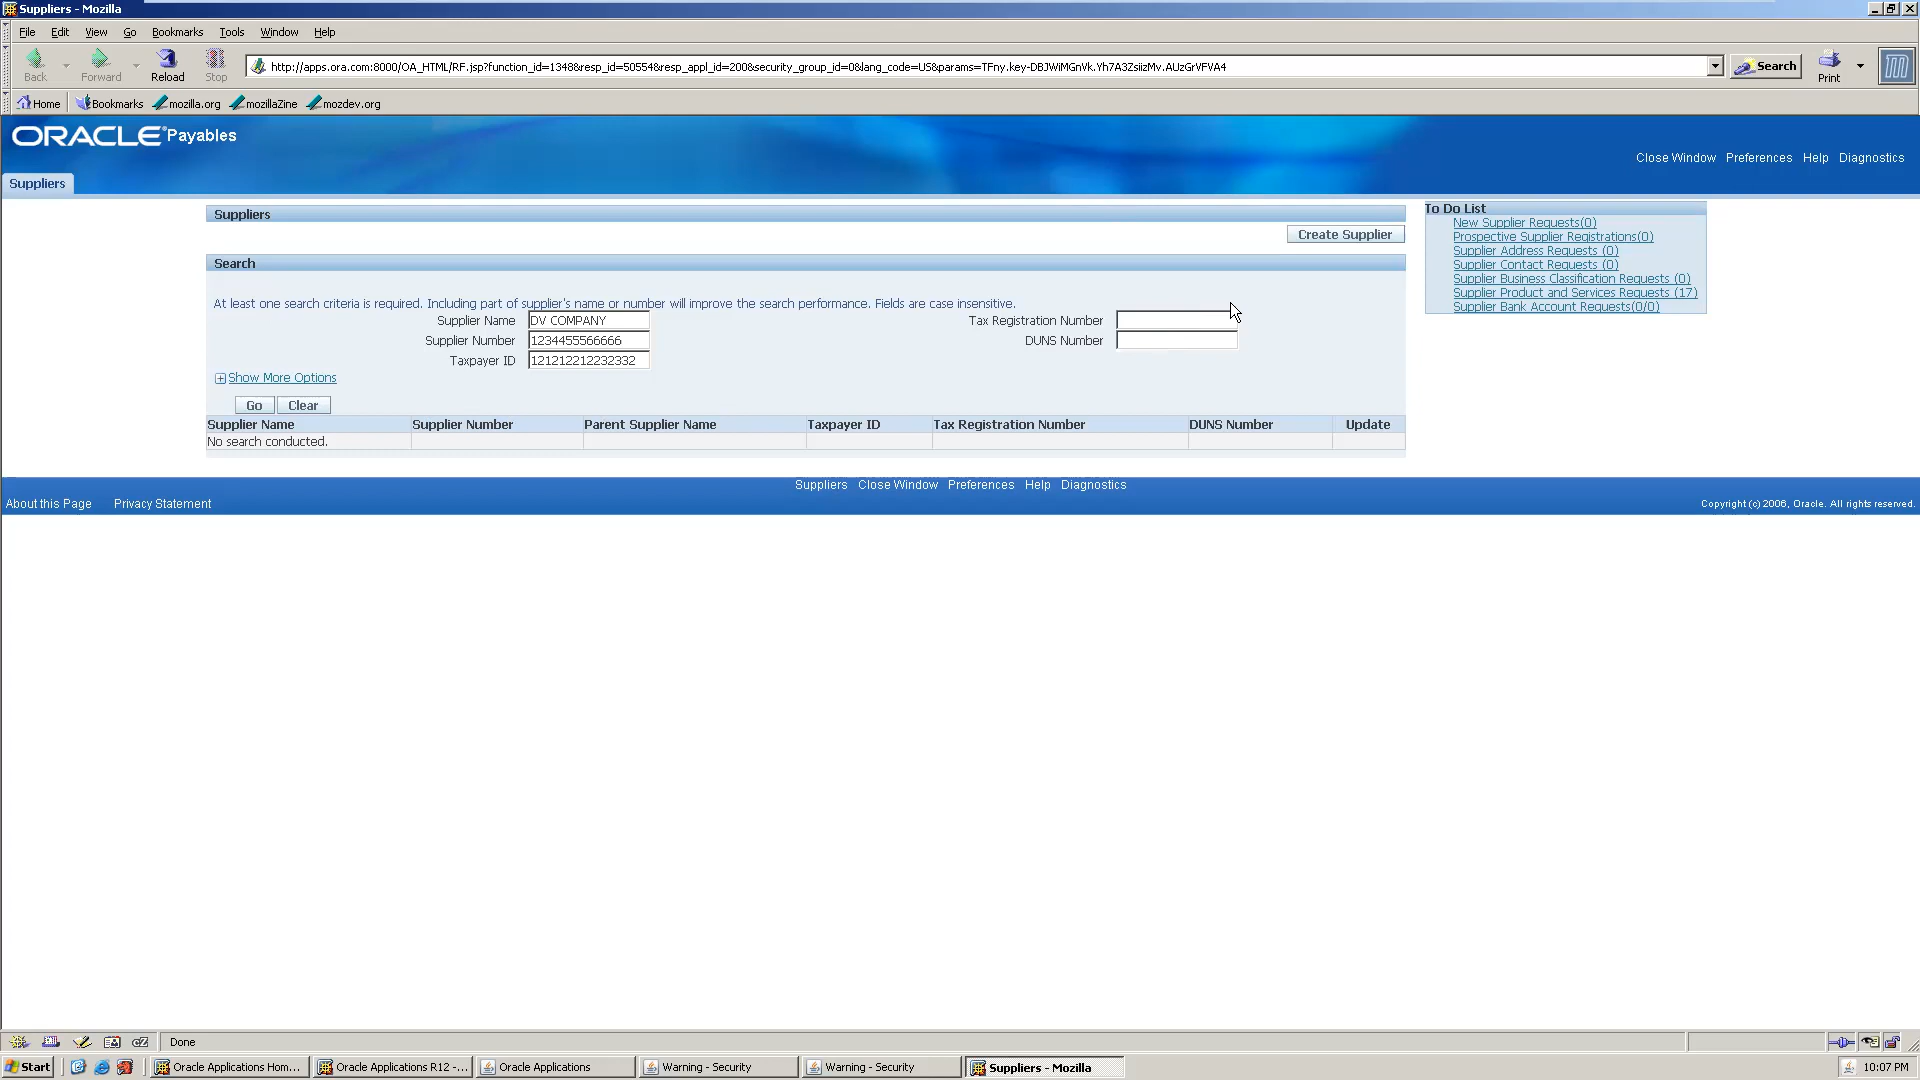 Suppliers - Mozilla
File Edit View Go Bookmarks Tools Window Help
Back Forward Reload Stop http://apps.ora.com:8000/OA_HTML/RF.jsp?function_id=1348&resp_id=50554&resp_appl_id=200&security_group_id=0&lang_code=US&params=TFny.key-DBJWiMGnVk.Yh7A3ZsiizMv.AUzGrVFVA4 Search Print
Home Bookmarks mozilla.org mozillaZine mozdev.org
ORACLE Payables
Close Window Preferences Help Diagnostics
Suppliers
Suppliers
Create Supplier
Search
At least one search criteria is required. Including part of supplier's name or number will improve the search performance. Fields are case insensitive.
Supplier Name DV COMPANY Tax Registration Number
Supplier Number 1234455566666 DUNS Number
Taxpayer ID 121212212232332
Show More Options
Go Clear
Supplier Name Supplier Number Parent Supplier Name Taxpayer ID Tax Registration Number DUNS Number Update
No search conducted.
To Do List
New Supplier Requests(0)
Prospective Supplier Registrations(0)
Supplier Address Requests (0)
Supplier Contact Requests (0)
Supplier Business Classification Requests (0)
Supplier Product and Services Requests (17)
Supplier Bank Account Requests(0/0)
Suppliers Close Window Preferences Help Diagnostics
About this Page Privacy Statement Copyright (c) 2006, Oracle. All rights reserved.
Done
Start Oracle Applications Hom... Oracle Applications R12 -... Oracle Applications Warning - Security Warning - Security Suppliers - Mozilla 10:07 PM